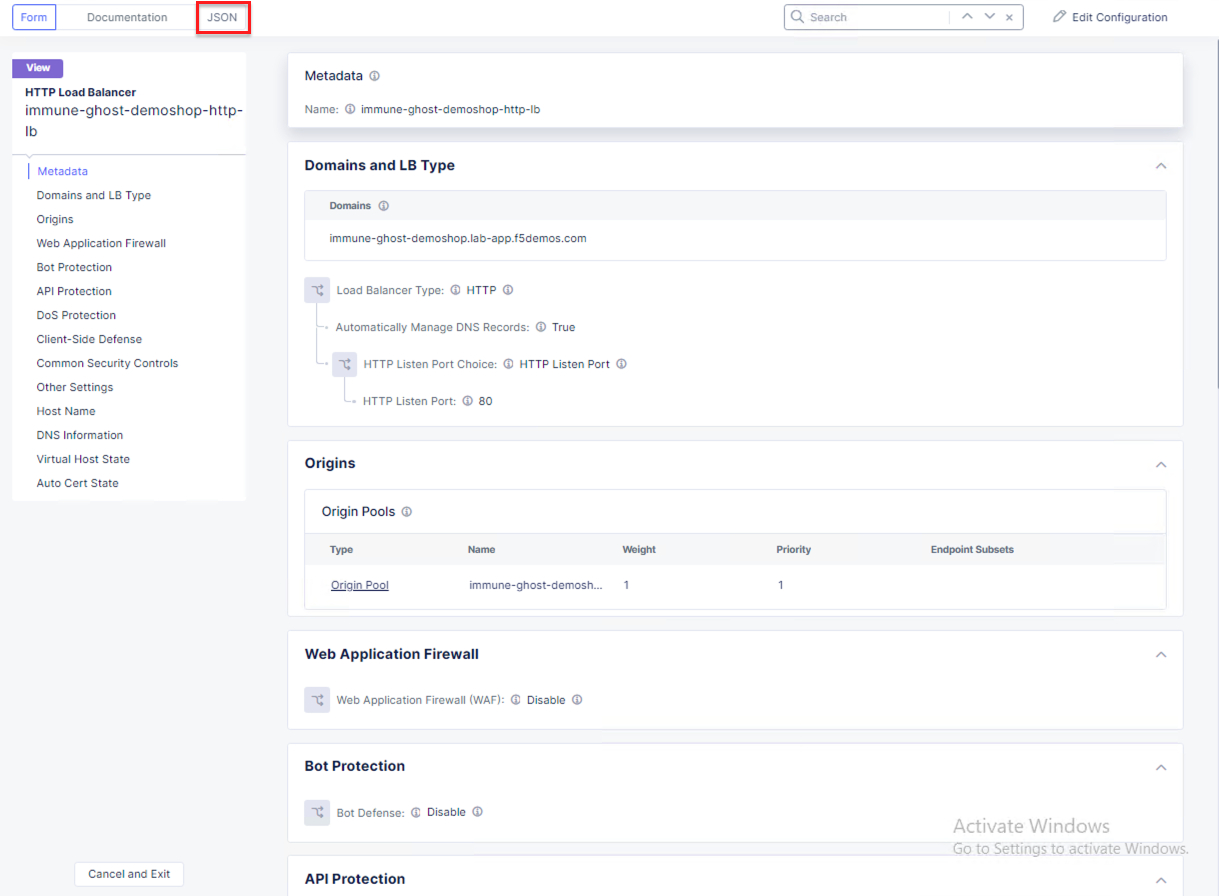 Form Documentation JSON Search Edit Configuration
View
HTTP Load Balancer
immune-ghost-demoshop-http-
lb
Metadata
Domains and LB Type
Origins
Web Application Firewall
Bot Protection
API Protection
DoS Protection
Client-Side Defense
Common Security Controls
Other Settings
Host Name
DNS Information
Virtual Host State
Auto Cert State
Cancel and Exit
Metadata
Name: immune-ghost-demoshop-http-lb
Domains and LB Type
Domains
immune-ghost-demoshop.lab-app.f5demos.com
Load Balancer Type: HTTP
Automatically Manage DNS Records: True
HTTP Listen Port Choice: HTTP Listen Port
HTTP Listen Port: 80
Origins
Origin Pools
Type Name Weight Priority Endpoint Subsets
Origin Pool immune-ghost-demosh... 1 1
Web Application Firewall
Web Application Firewall (WAF): Disable
Bot Protection
Bot Defense: Disable
API Protection
Activate Windows
Go to Settings to activate Windows.